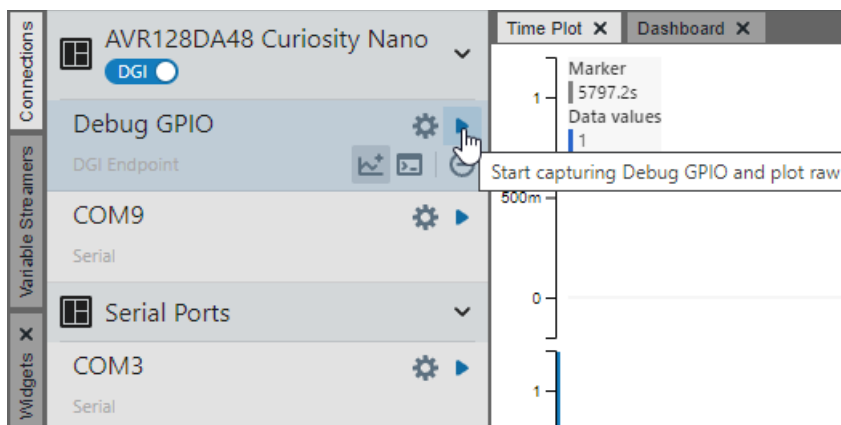 Connections
Variable Streamers
Widgets
AVR128DA48 Curiosity Nano
DGI
Debug GPIO
DGI Endpoint
COM9
Serial
Serial Ports
COM3
Serial
Time Plot
Dashboard
Marker
5797.2s
Data values
1
1
Start capturing Debug GPIO and plot raw
500m
0
1